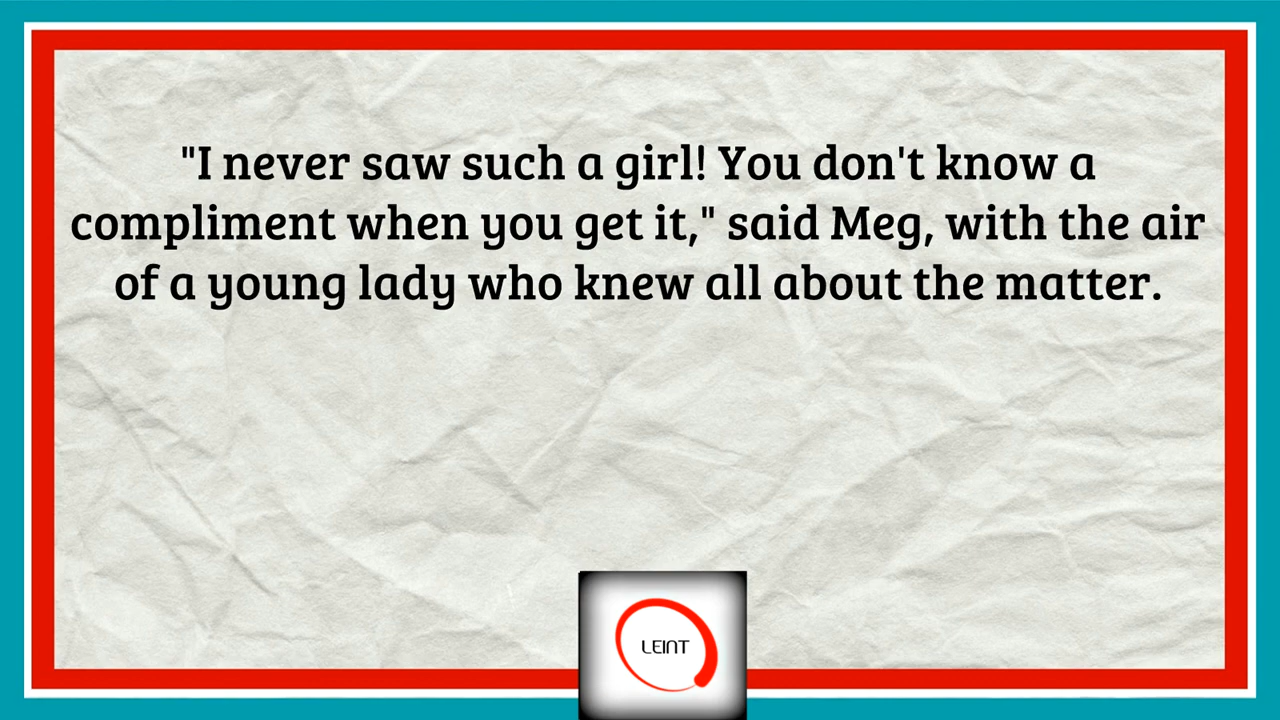 "I never saw such a girl! You don't know a
compliment when you get it," said Meg, with the air
of a young lady who knew all about the matter.
LEINT